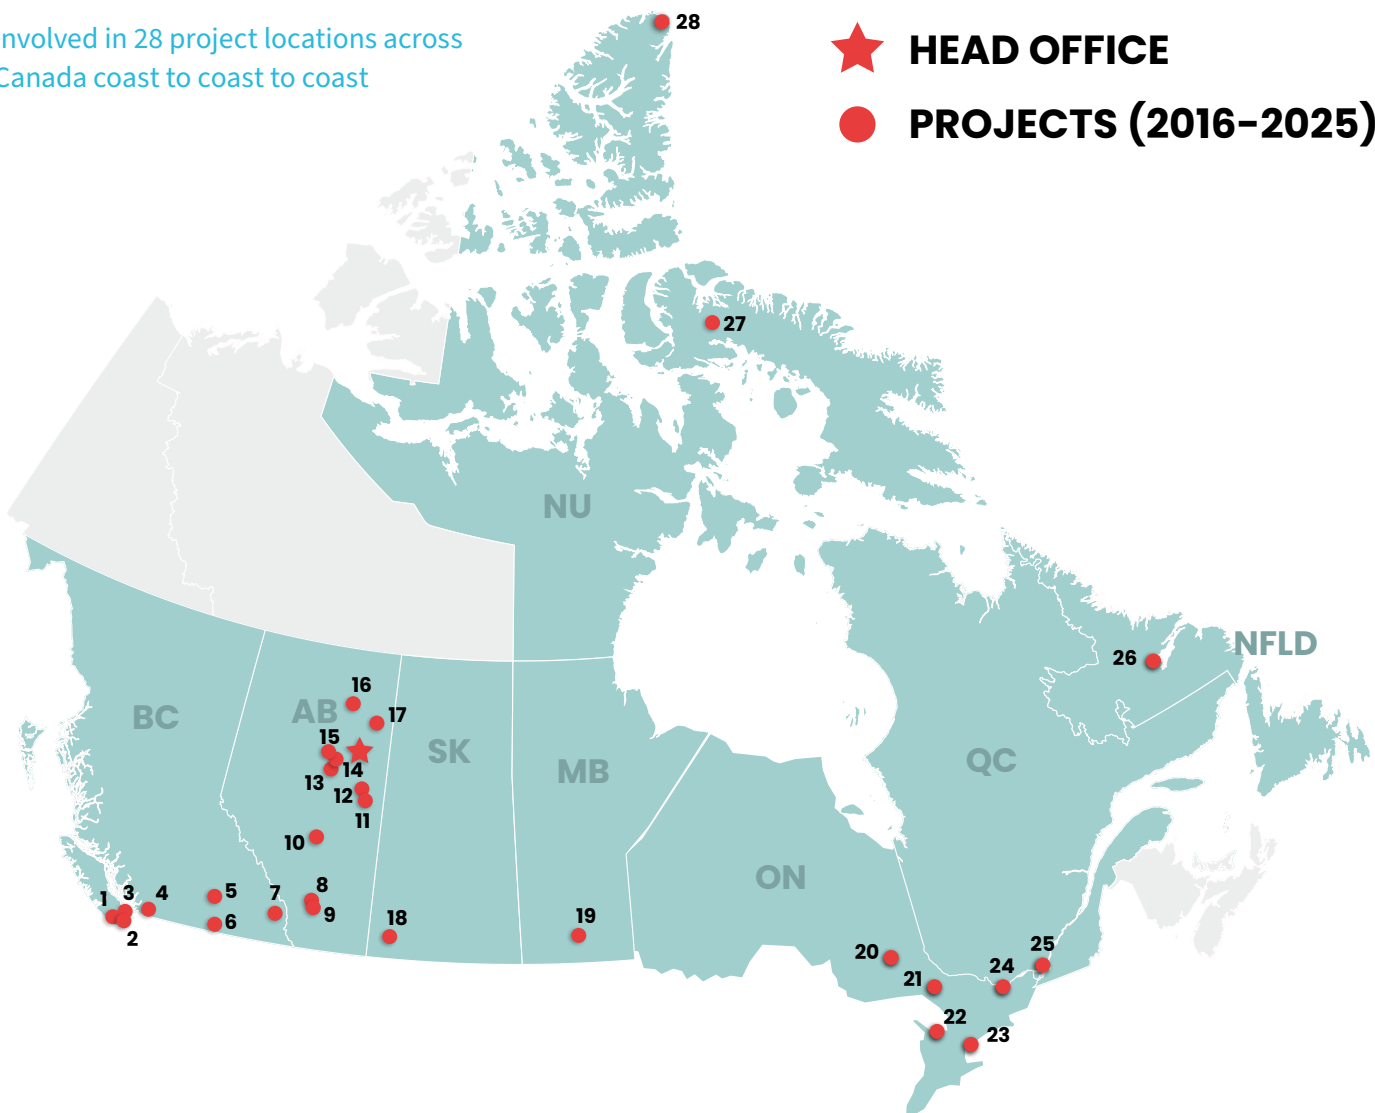 nvolved in 28 project locations across
Canada coast to coast to coast
HEAD OFFICE
PROJECTS (2016-2025)
28
27
NU
26
NFLD
16
AB
17
BC
15
SK
14
13
MB
QC
12
11
10
ON
1
3
4
5
7
8
9
6
2
18
19
20
21
24
25
22
23